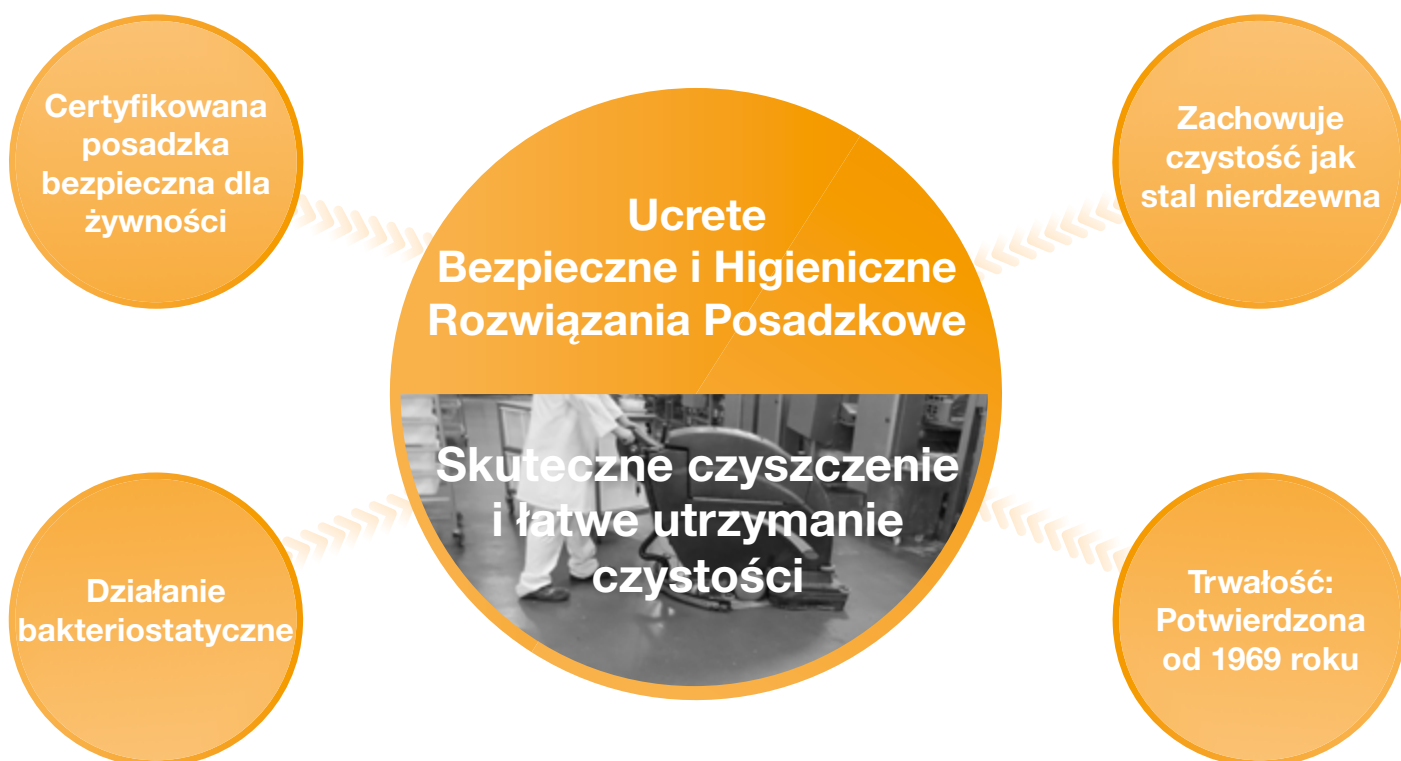 Certyfikowana
posadzka
bezpieczna dla
żywności
Zachowuje
czystość jak
stal nierdzewna
Ucrete
Bezpieczne i Higieniczne
Rozwiązania Posadzkowe
Skuteczne czyszczenie
i łatwe utrzymanie
czystości
Działanie
bakteriostatyczne
Trwałość:
Potwierdzona
od 1969 roku